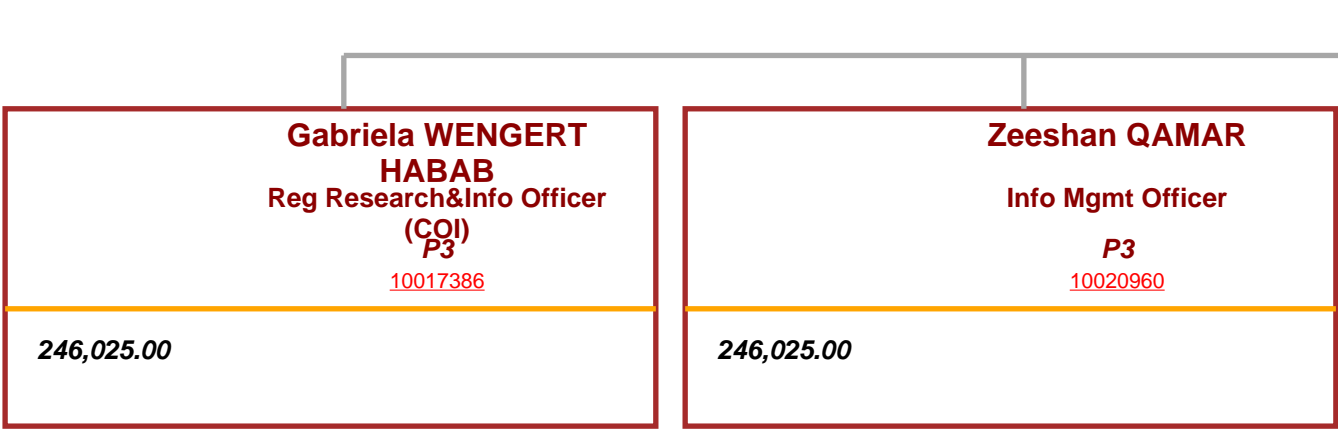 Gabriela WENGERT
HABAB
Reg Research&Info Officer
(COI)
P3
10017386
246,025.00
Zeeshan QAMAR
Info Mgmt Officer
P3
10020960
246,025.00